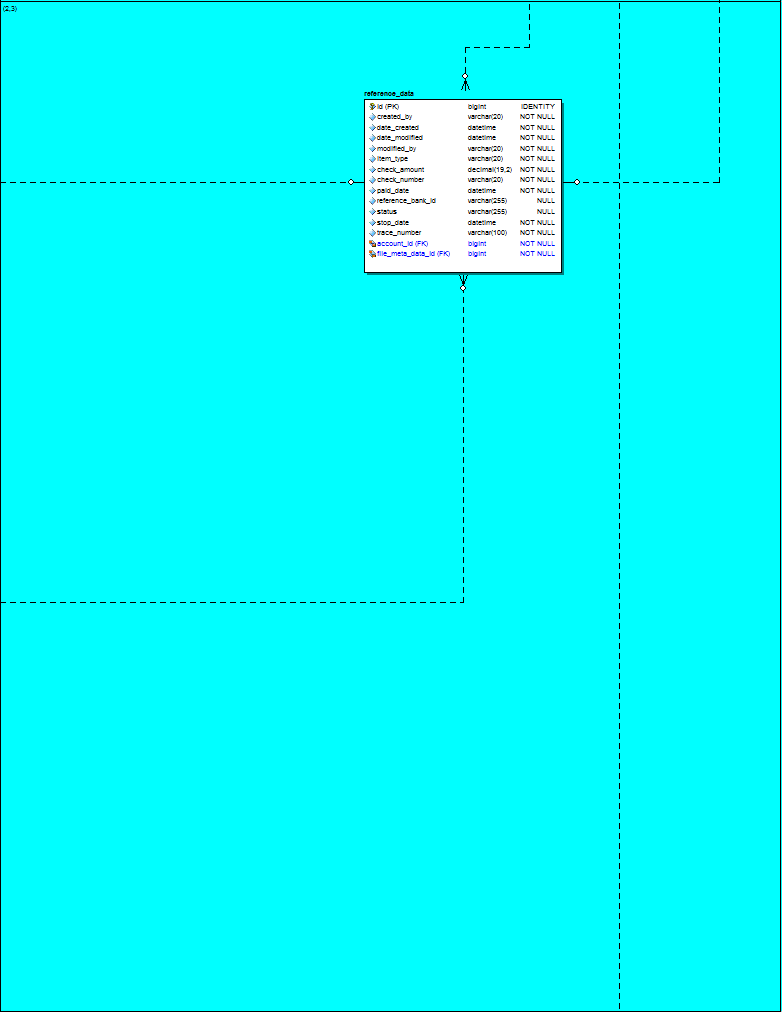 (2,3)
reference_data
id (PK) bigint IDENTITY
created_by varchar(20) NOT NULL
date_created datetime NOT NULL
date_modified datetime NOT NULL
modified_by varchar(20) NOT NULL
item_type varchar(20) NOT NULL
check_amount decimal(19,2) NOT NULL
check_number varchar(20) NOT NULL
paid_date datetime NOT NULL
reference_bank_id varchar(255) NULL
status varchar(255) NULL
stop_date datetime NOT NULL
trace_number varchar(100) NOT NULL
account_id (FK) bigint NOT NULL
file_meta_data_id (FK) bigint NOT NULL